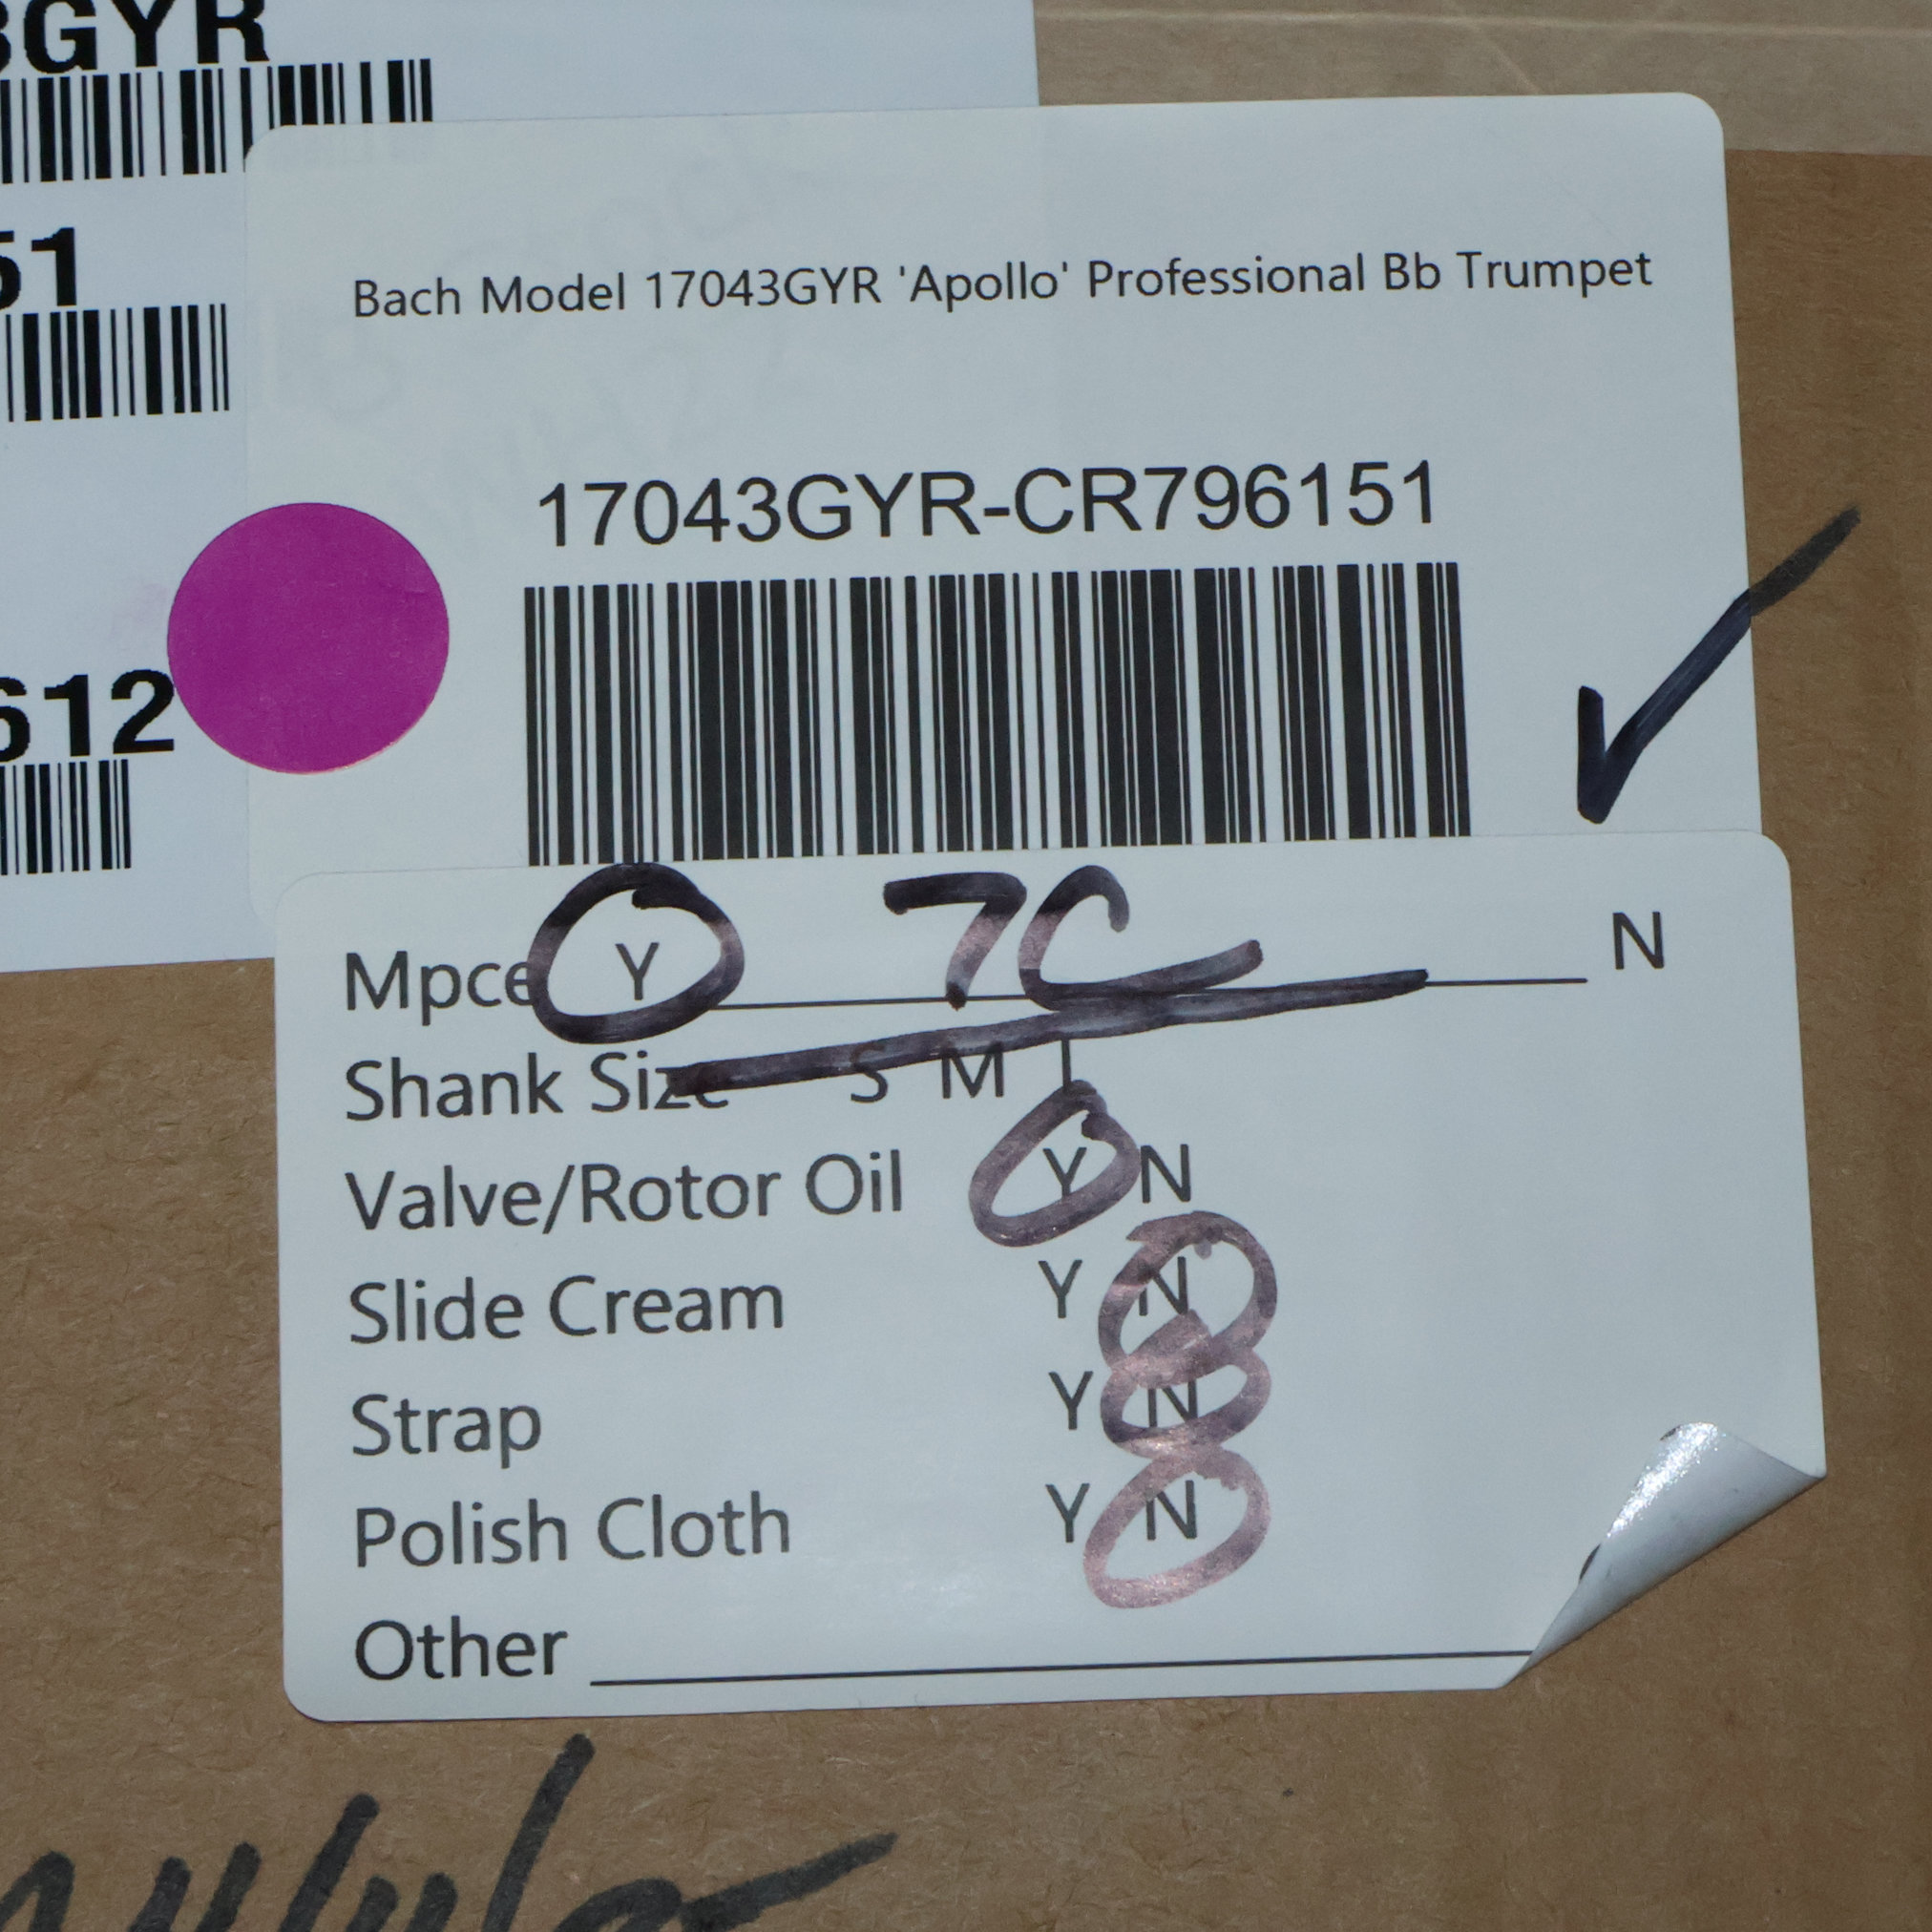 3GYR
51
612
Bach Model 17043GYR 'Apollo' Professional Bb Trumpet
17043GYR-CR796151
Mpce Y 7C N
Shank Size S M L
Valve/Rotor Oil Y N
Slide Cream Y N
Strap Y N
Polish Cloth Y N
Other